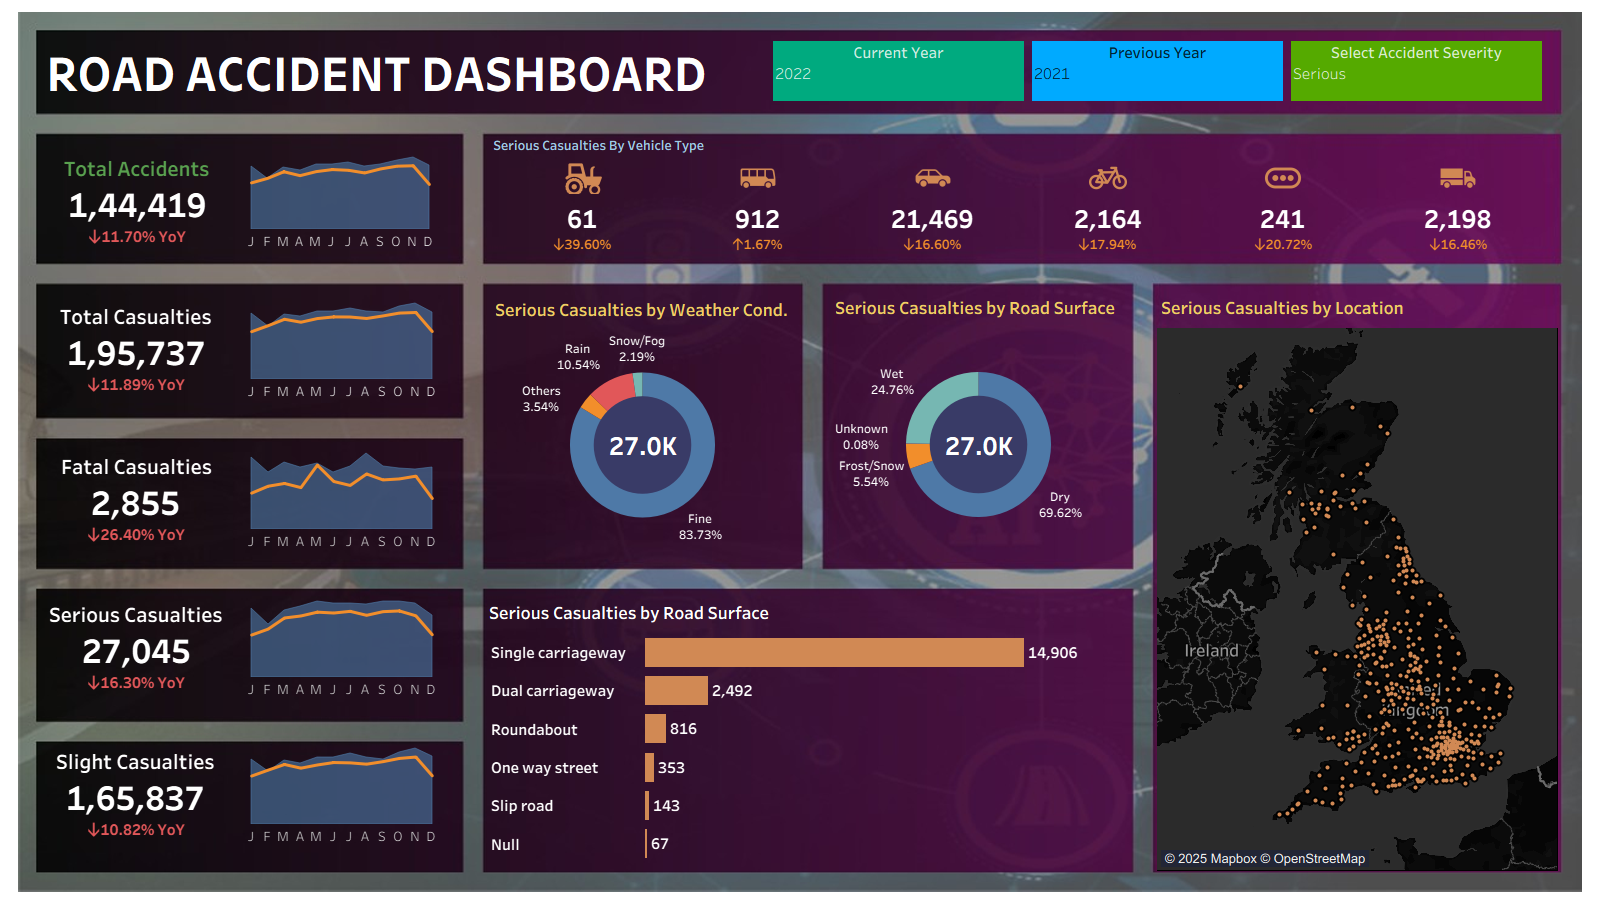 ROAD ACCIDENT DASHBOARD
Current Year
2022
Previous Year
2021
Select Accident Severity
Serious
Total Accidents
1,44,419
↓11.70% YoY
J F M A M J J A S O N D
Total Casualties
1,95,737
↓11.89% YoY
J F M A M J J A S O N D
Fatal Casualties
2,855
↓26.40% YoY
J F M A M J J A S O N D
Serious Casualties
27,045
↓16.30% YoY
J F M A M J J A S O N D
Slight Casualties
1,65,837
↓10.82% YoY
J F M A M J J A S O N D
Serious Casualties By Vehicle Type
61 912 21,469 2,164 241 2,198
↓39.60% ↑1.67% ↓16.60% ↓17.94% ↓20.72% ↓16.46%
Serious Casualties by Weather Cond.
Snow/Fog
2.19%
Rain
10.54%
Others
3.54%
27.0K
Fine
83.73%
Serious Casualties by Road Surface
Wet
24.76%
Unknown
0.08%
Frost/Snow
5.54%
27.0K
Dry
69.62%
Serious Casualties by Road Surface
Single carriageway 14,906
Dual carriageway 2,492
Roundabout 816
One way street 353
Slip road 143
Null 67
Serious Casualties by Location
Ireland
© 2025 Mapbox © OpenStreetMap